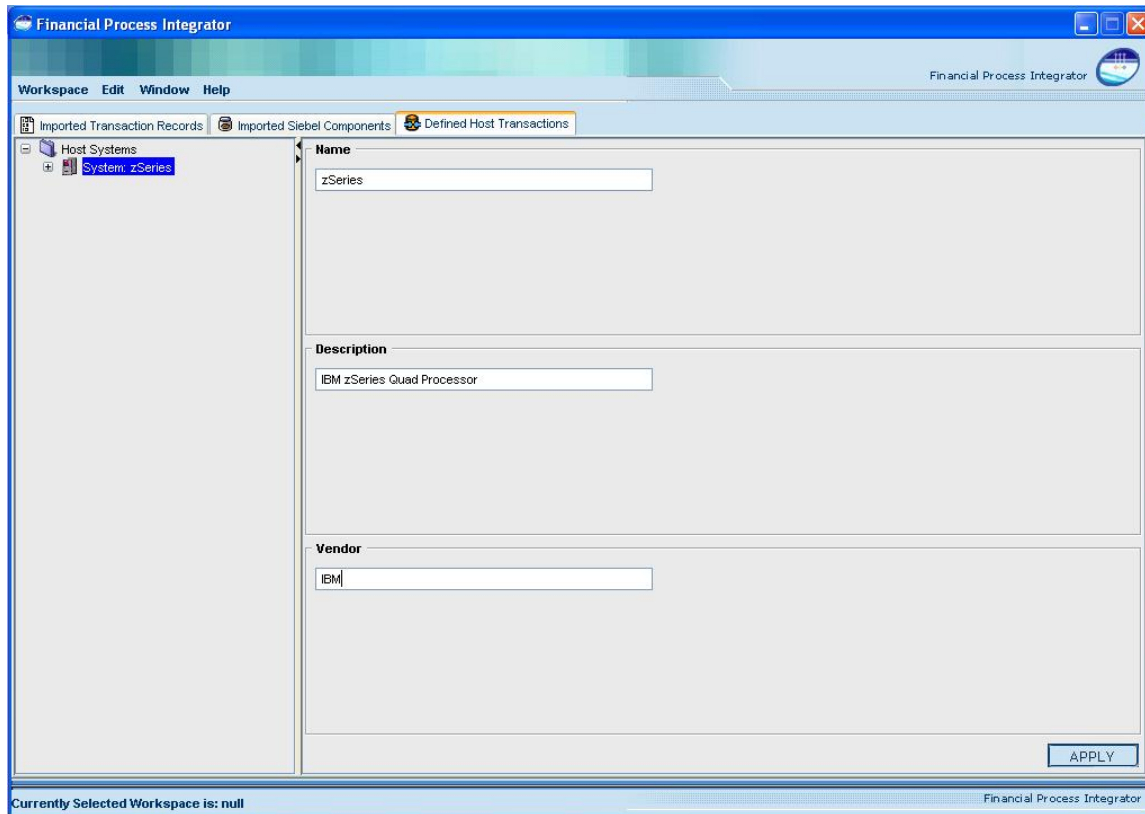 Financial Process Integrator
Financial Process Integrator
Workspace Edit Window Help
Imported Transaction Records Imported Siebel Components Defined Host Transactions
Host Systems
System: zSeries
Name
zSeries
Description
IBM zSeries Quad Processor
Vendor
IBM
APPLY
Currently Selected Workspace is: null
Financial Process Integrator